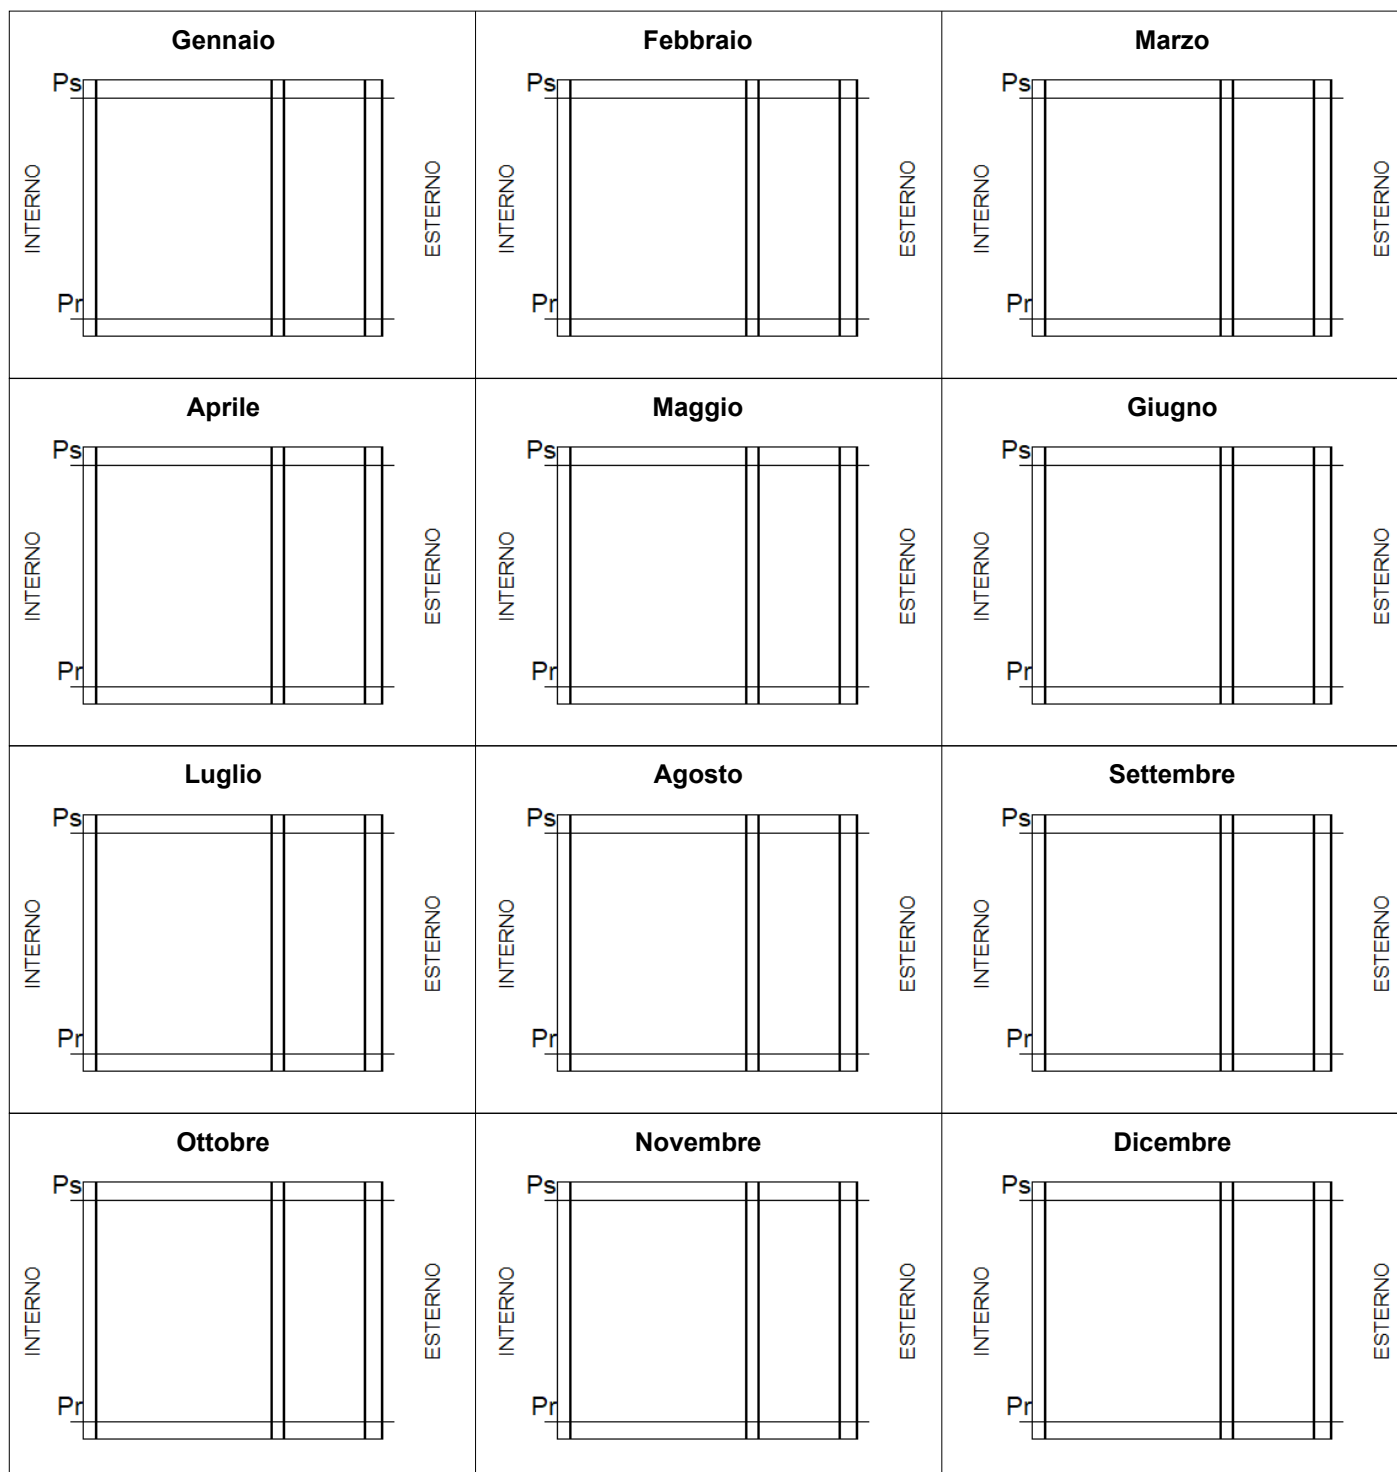 Gennaio
Febbraio
Marzo
Ps
Ps
Ps
INTERNO
ESTERNO
INTERNO
ESTERNO
INTERNO
ESTERNO
Pr
Pr
Pr
Aprile
Maggio
Giugno
Ps
Ps
Ps
INTERNO
ESTERNO
INTERNO
ESTERNO
INTERNO
ESTERNO
Pr
Pr
Pr
Luglio
Agosto
Settembre
Ps
Ps
Ps
INTERNO
ESTERNO
INTERNO
ESTERNO
INTERNO
ESTERNO
Pr
Pr
Pr
Ottobre
Novembre
Dicembre
Ps
Ps
Ps
INTERNO
ESTERNO
INTERNO
ESTERNO
INTERNO
ESTERNO
Pr
Pr
Pr